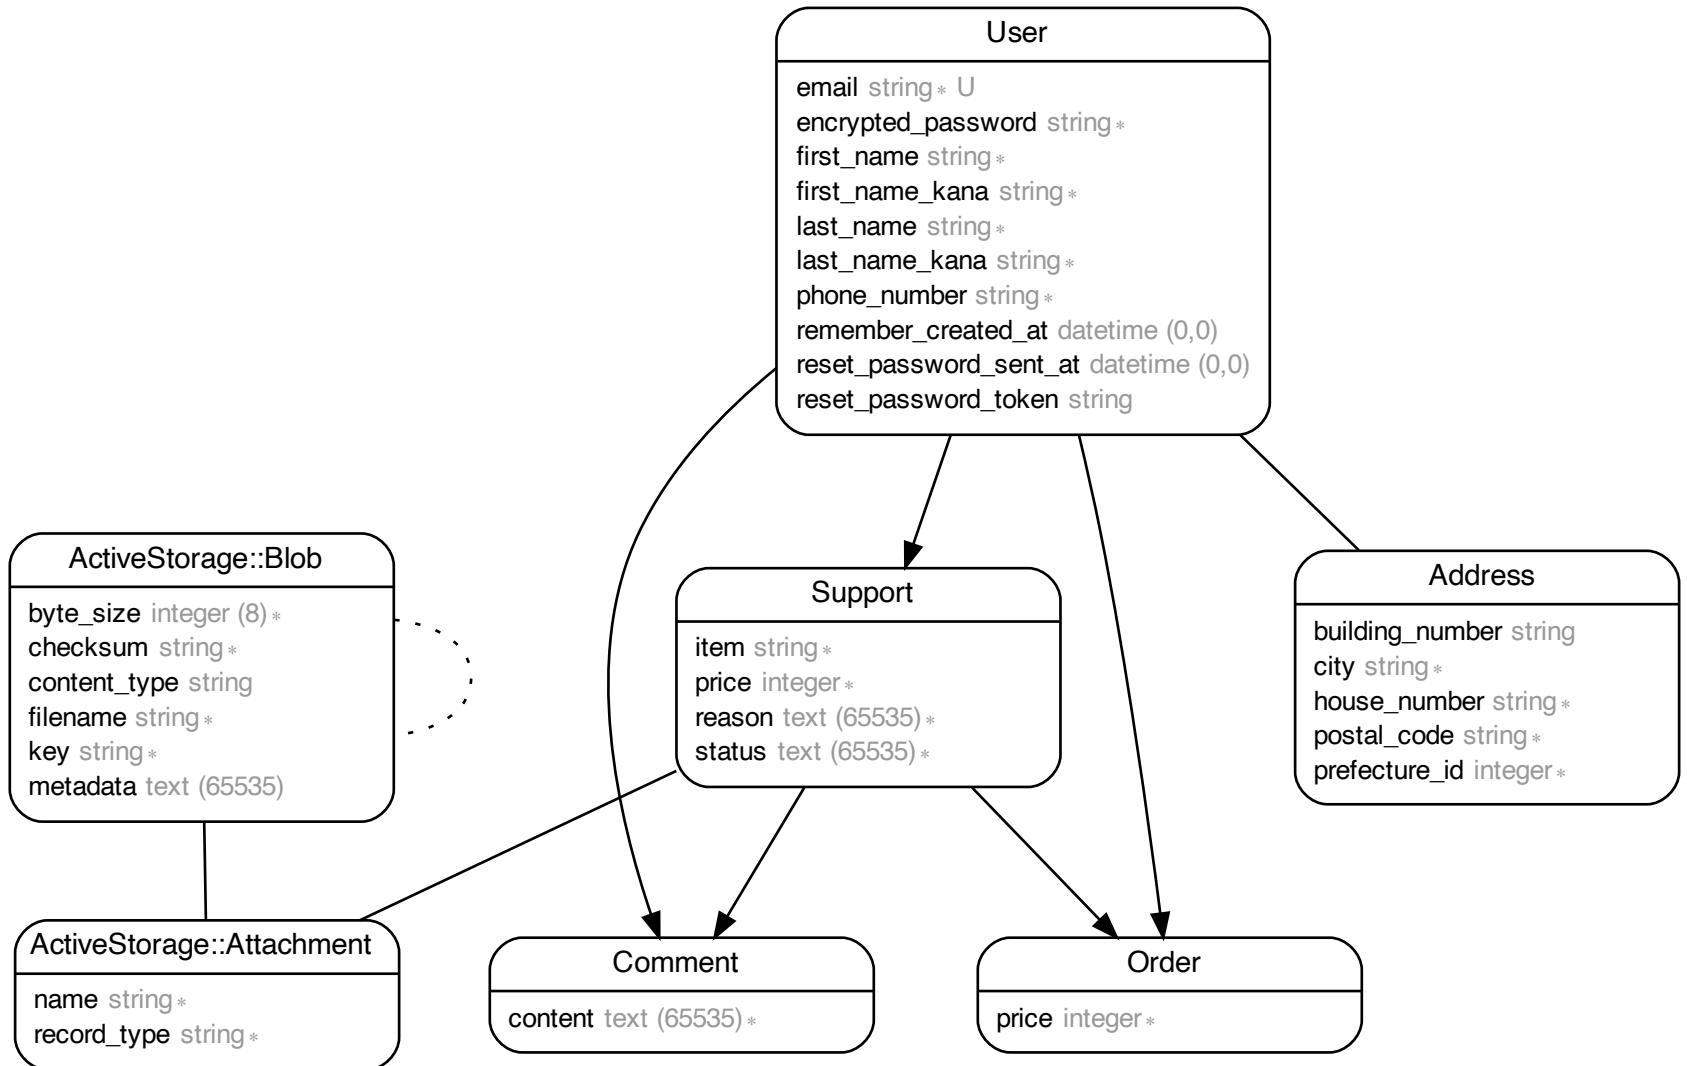 User
email string* U
encrypted_password string*
first_name string*
first_name_kana string*
last_name string*
last_name_kana string*
phone_number string*
remember_created_at datetime (0,0)
reset_password_sent_at datetime (0,0)
reset_password_token string
ActiveStorage::Blob
byte_size integer (8)*
checksum string*
content_type string
filename string*
key string*
metadata text (65535)
Support
item string*
price integer*
reason text (65535)*
status text (65535)*
Address
building_number string
city string*
house_number string*
postal_code string*
prefecture_id integer*
ActiveStorage::Attachment
name string*
record_type string*
Comment
content text (65535)*
Order
price integer*